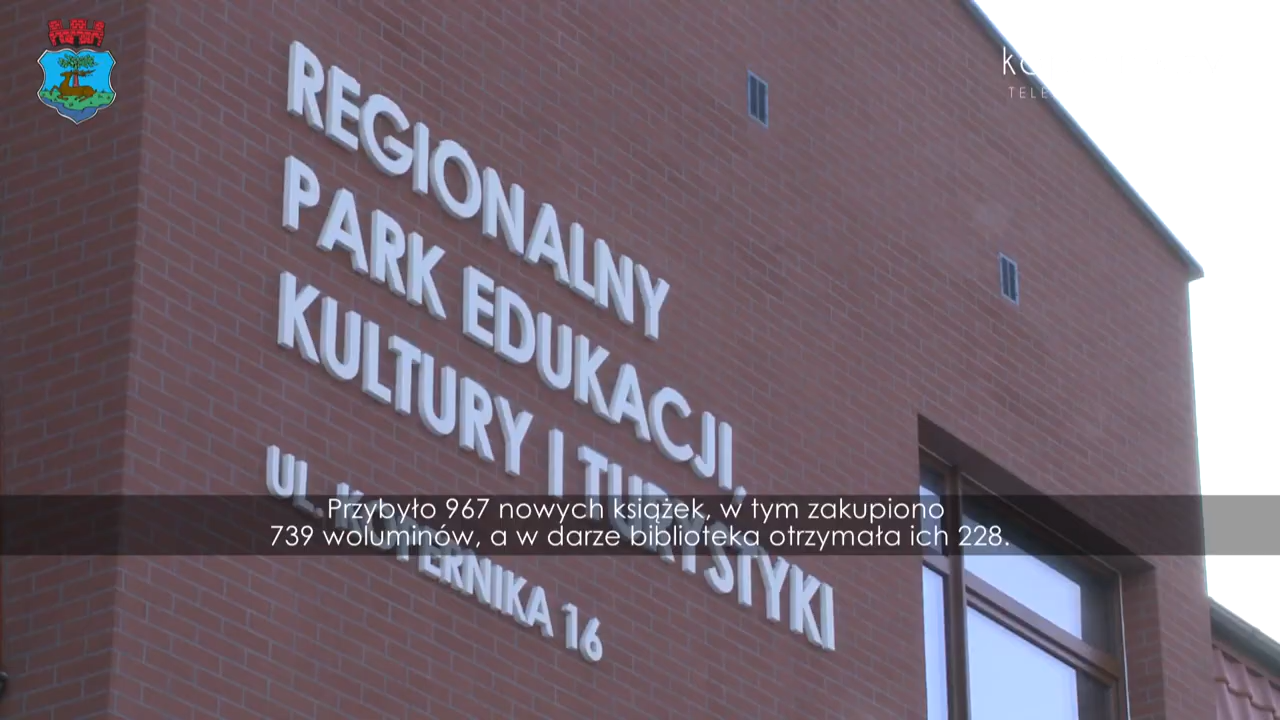 REGIONALNY
PARK EDUKACJI,
KULTURY I TURYSTYKI
UL. KOPERNIKA 16
Przybyło 967 nowych książek, w tym zakupiono
739 woluminów, a w darze biblioteka otrzymała ich 228.